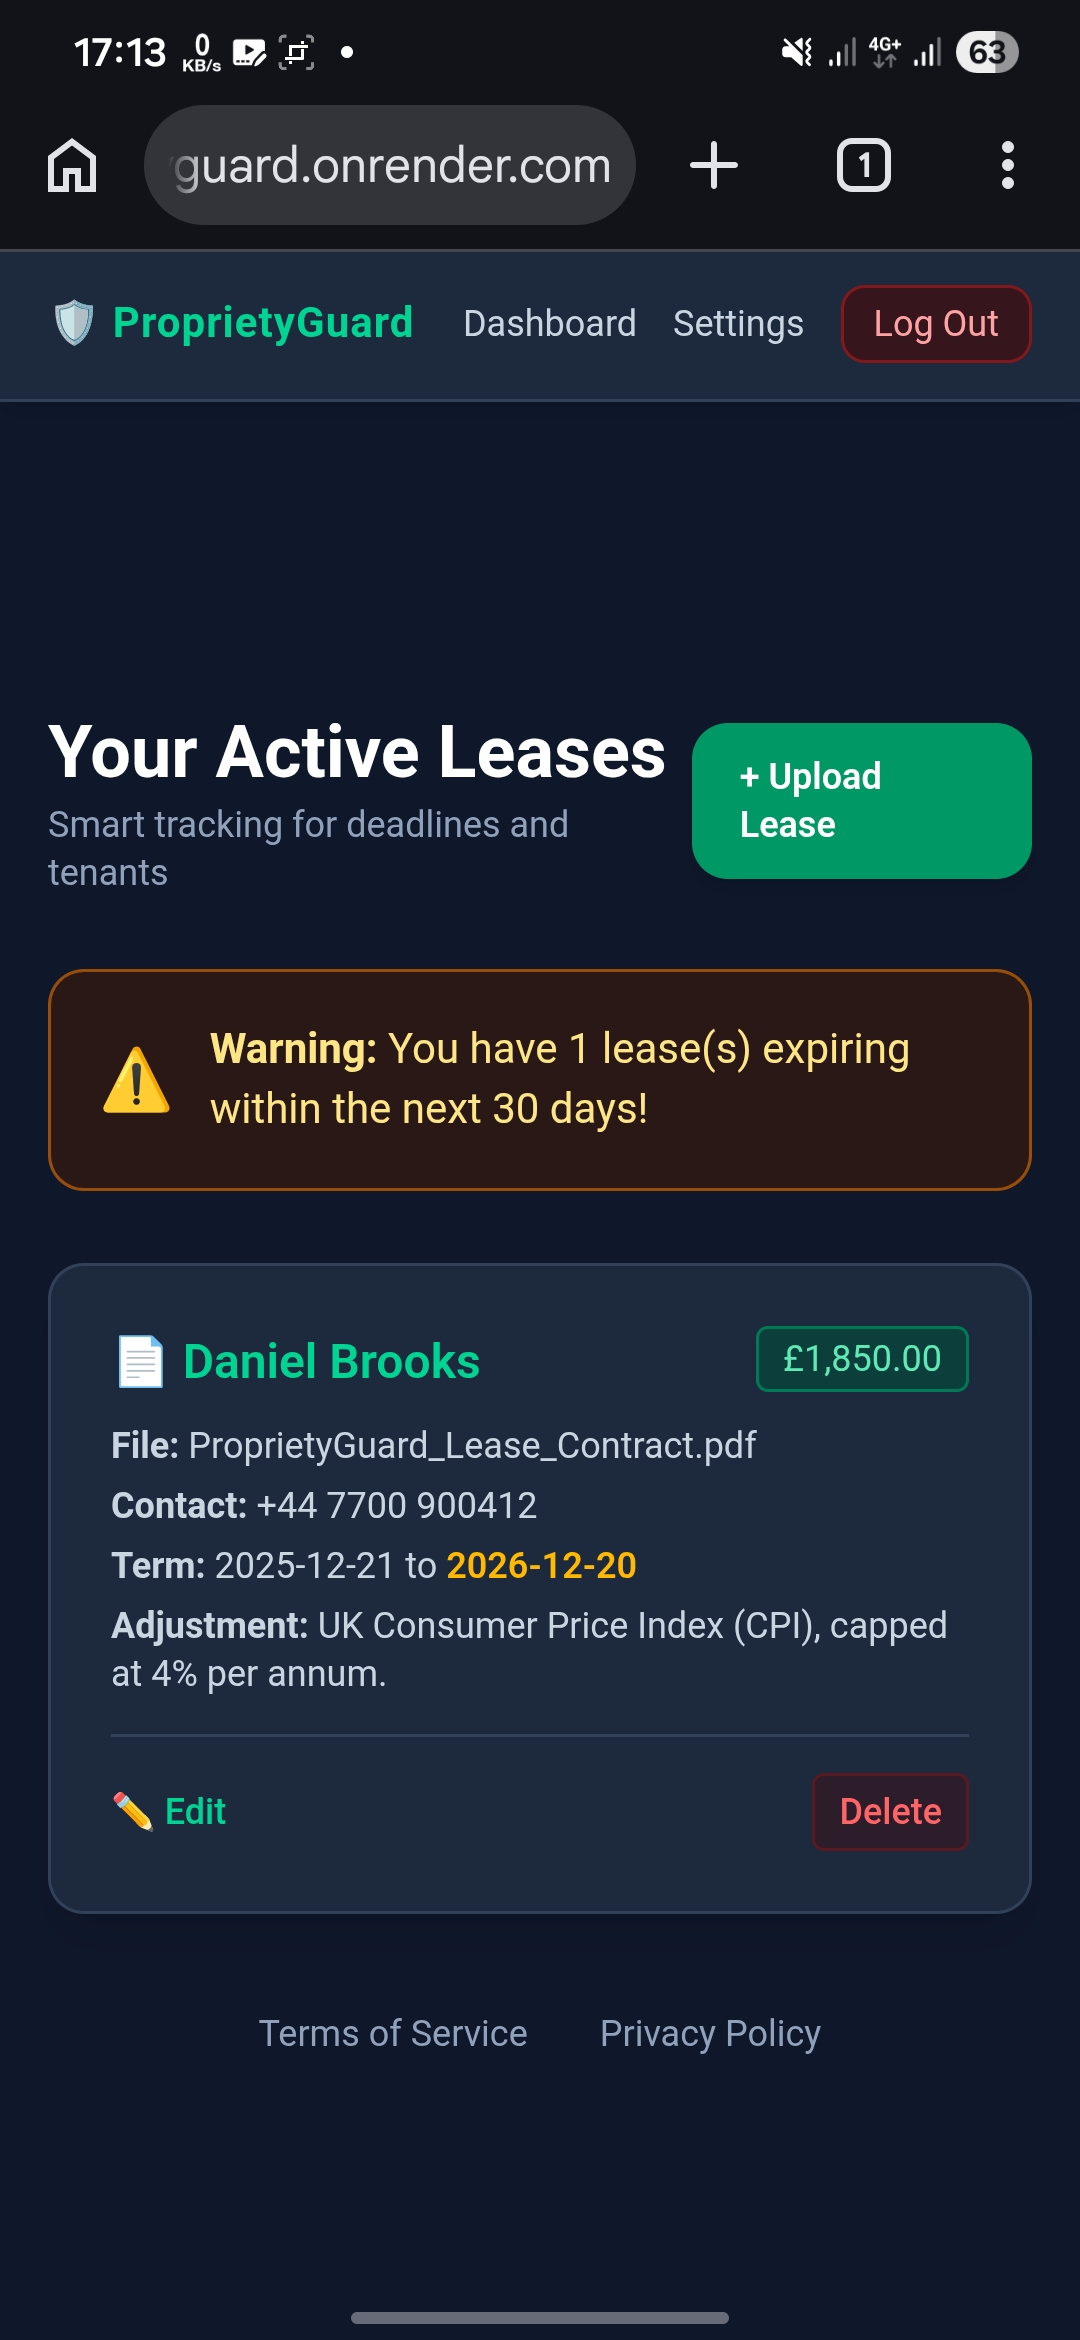 17:13 0 KB/s 4G+ 63
guard.onrender.com 1
ProprietyGuard Dashboard Settings Log Out
Your Active Leases
Smart tracking for deadlines and
tenants
+ Upload
Lease
Warning: You have 1 lease(s) expiring
within the next 30 days!
Daniel Brooks £1,850.00
File: ProprietyGuard_Lease_Contract.pdf
Contact: +44 7700 900412
Term: 2025-12-21 to 2026-12-20
Adjustment: UK Consumer Price Index (CPI), capped
at 4% per annum.
Edit Delete
Terms of Service Privacy Policy